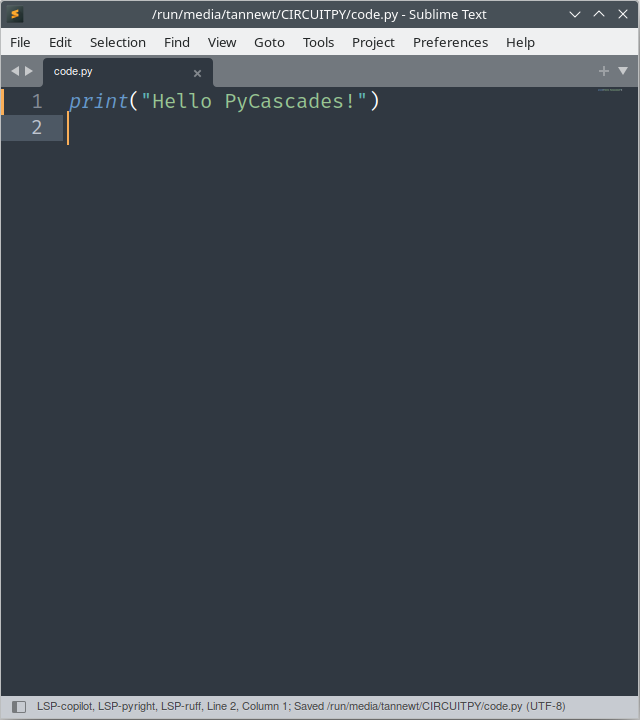 /run/media/tannewt/CIRCUITPY/code.py - Sublime Text
File Edit Selection Find View Goto Tools Project Preferences Help
code.py
1 print("Hello PyCascades!")
2
LSP-copilot, LSP-pyright, LSP-ruff, Line 2, Column 1; Saved /run/media/tannewt/CIRCUITPY/code.py (UTF-8)